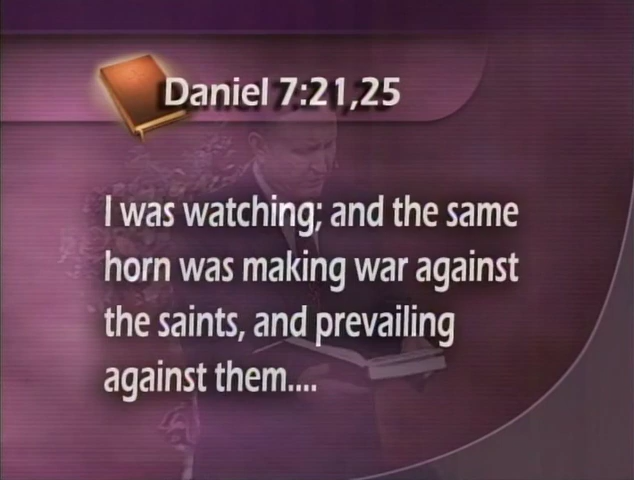 Daniel 7:21,25
I was watching; and the same
horn was making war against
the saints, and prevailing
against them....